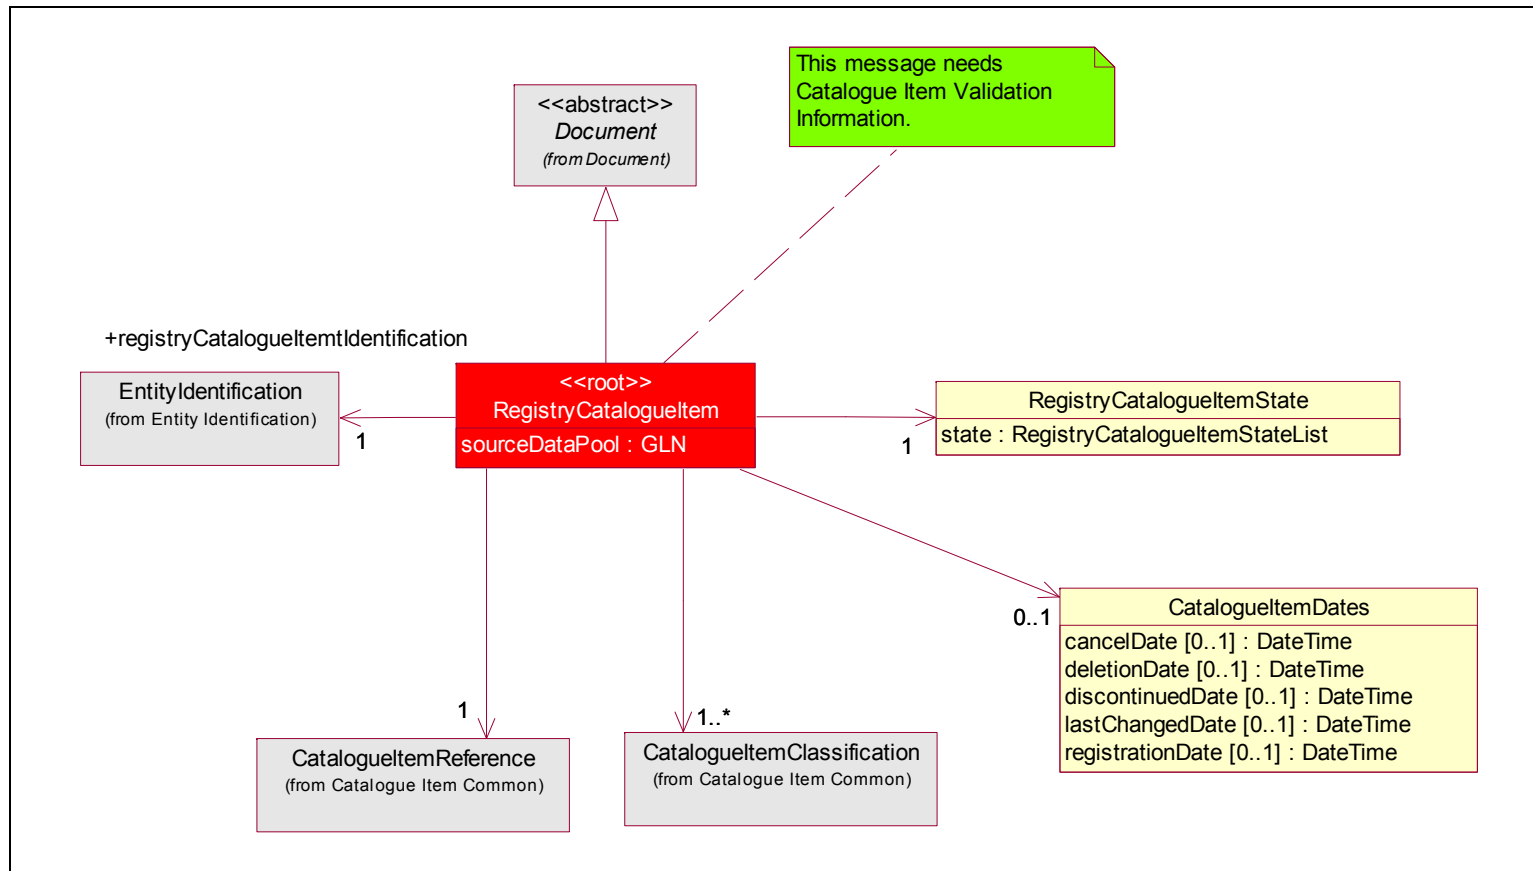 This message needs
Catalogue Item Validation
Information.
<<abstract>>
Document
(from Document)
+registryCatalogueItemtIdentification
EntityIdentification
(from Entity Identification)
1
<<root>>
RegistryCatalogueItem
sourceDataPool : GLN
RegistryCatalogueItemState
state : RegistryCatalogueItemStateList
1
CatalogueItemDates
cancelDate [0..1] : DateTime
deletionDate [0..1] : DateTime
discontinuedDate [0..1] : DateTime
lastChangedDate [0..1] : DateTime
registrationDate [0..1] : DateTime
0..1
1
CatalogueItemReference
(from Catalogue Item Common)
1..*
CatalogueItemClassification
(from Catalogue Item Common)